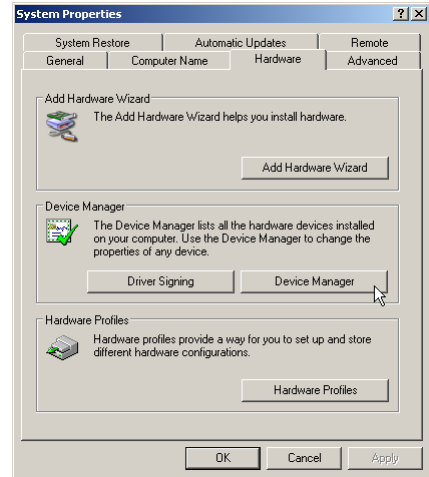 System Properties
System Restore Automatic Updates Remote
General Computer Name Hardware Advanced
Add Hardware Wizard
The Add Hardware Wizard helps you install hardware.
Add Hardware Wizard
Device Manager
The Device Manager lists all the hardware devices installed
on your computer. Use the Device Manager to change the
properties of any device.
Driver Signing Device Manager
Hardware Profiles
Hardware profiles provide a way for you to set up and store
different hardware configurations.
Hardware Profiles
OK Cancel Apply